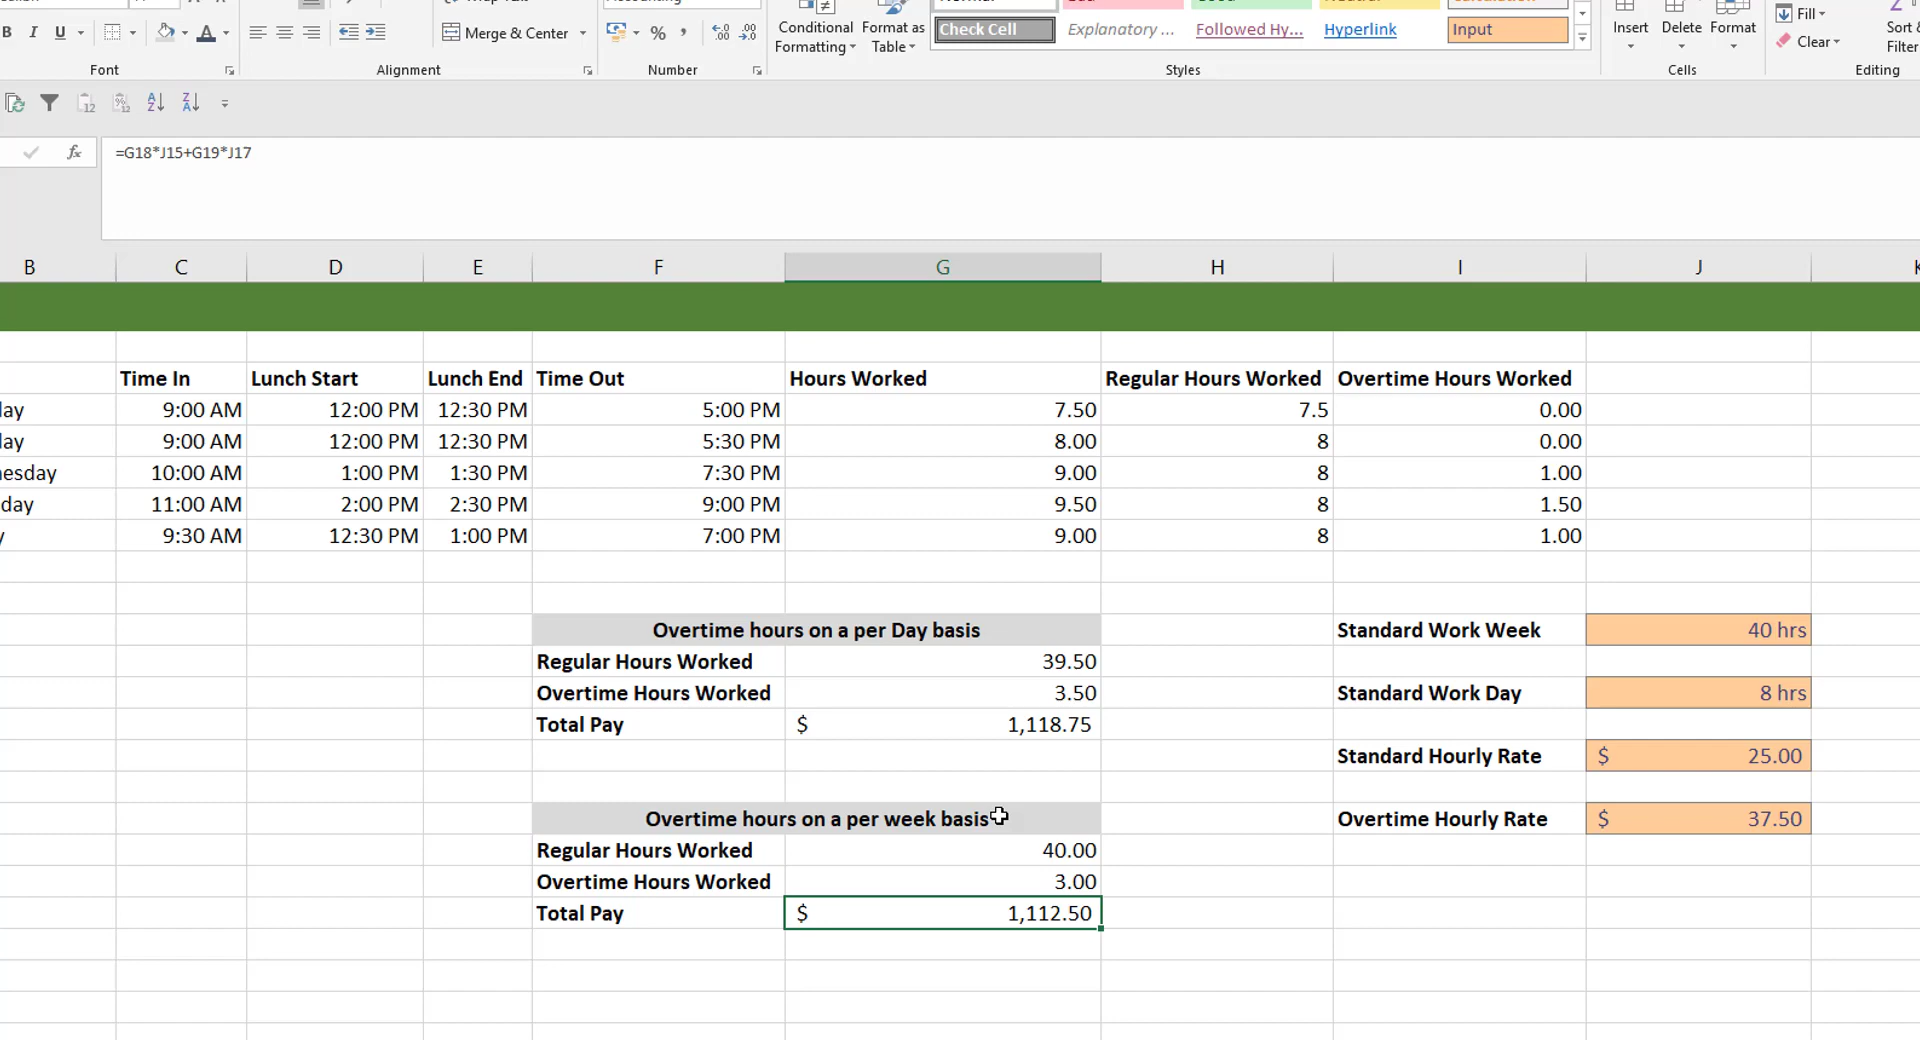 Conditional
Formatting
Format as
Table
Check Cell
Explanatory ...
Followed Hy...
Hyperlink
Input
Insert
Delete
Format
Fill
Clear
Sort &
Filter
B I U
A
Merge & Center
%
Font
Alignment
Number
Styles
Cells
Editing
fx =G18*J15+G19*J17
B C D E F G H I J
Time In Lunch Start Lunch End Time Out Hours Worked Regular Hours Worked Overtime Hours Worked
day 9:00 AM 12:00 PM 12:30 PM 5:00 PM 7.50 7.5 0.00
lay 9:00 AM 12:00 PM 12:30 PM 5:30 PM 8.00 8 0.00
nesday 10:00 AM 1:00 PM 1:30 PM 7:30 PM 9.00 8 1.00
day 11:00 AM 2:00 PM 2:30 PM 9:00 PM 9.50 8 1.50
9:30 AM 12:30 PM 1:00 PM 7:00 PM 9.00 8 1.00
Overtime hours on a per Day basis Standard Work Week 40 hrs
Regular Hours Worked 39.50
Overtime Hours Worked 3.50 Standard Work Day 8 hrs
Total Pay $ 1,118.75
Standard Hourly Rate $ 25.00
Overtime hours on a per week basis Overtime Hourly Rate $ 37.50
Regular Hours Worked 40.00
Overtime Hours Worked 3.00
Total Pay $ 1,112.50